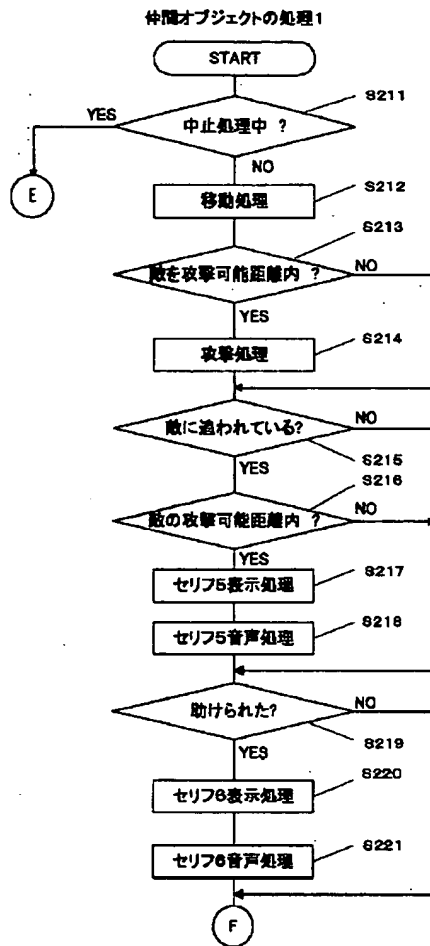 仲間オブジェクトの処理1
START
S211
YES
中止処理中 ?
E
NO
S212
移動処理
S213
敵を攻撃可能距離内 ?
NO
YES
S214
攻撃処理
敵に追われている?
NO
S215
YES
S216
敵の攻撃可能距離内 ?
NO
YES
S217
セリフ5表示処理
S218
セリフ5音声処理
助けられた?
NO
S219
YES
S220
セリフ6表示処理
S221
セリフ6音声処理
F